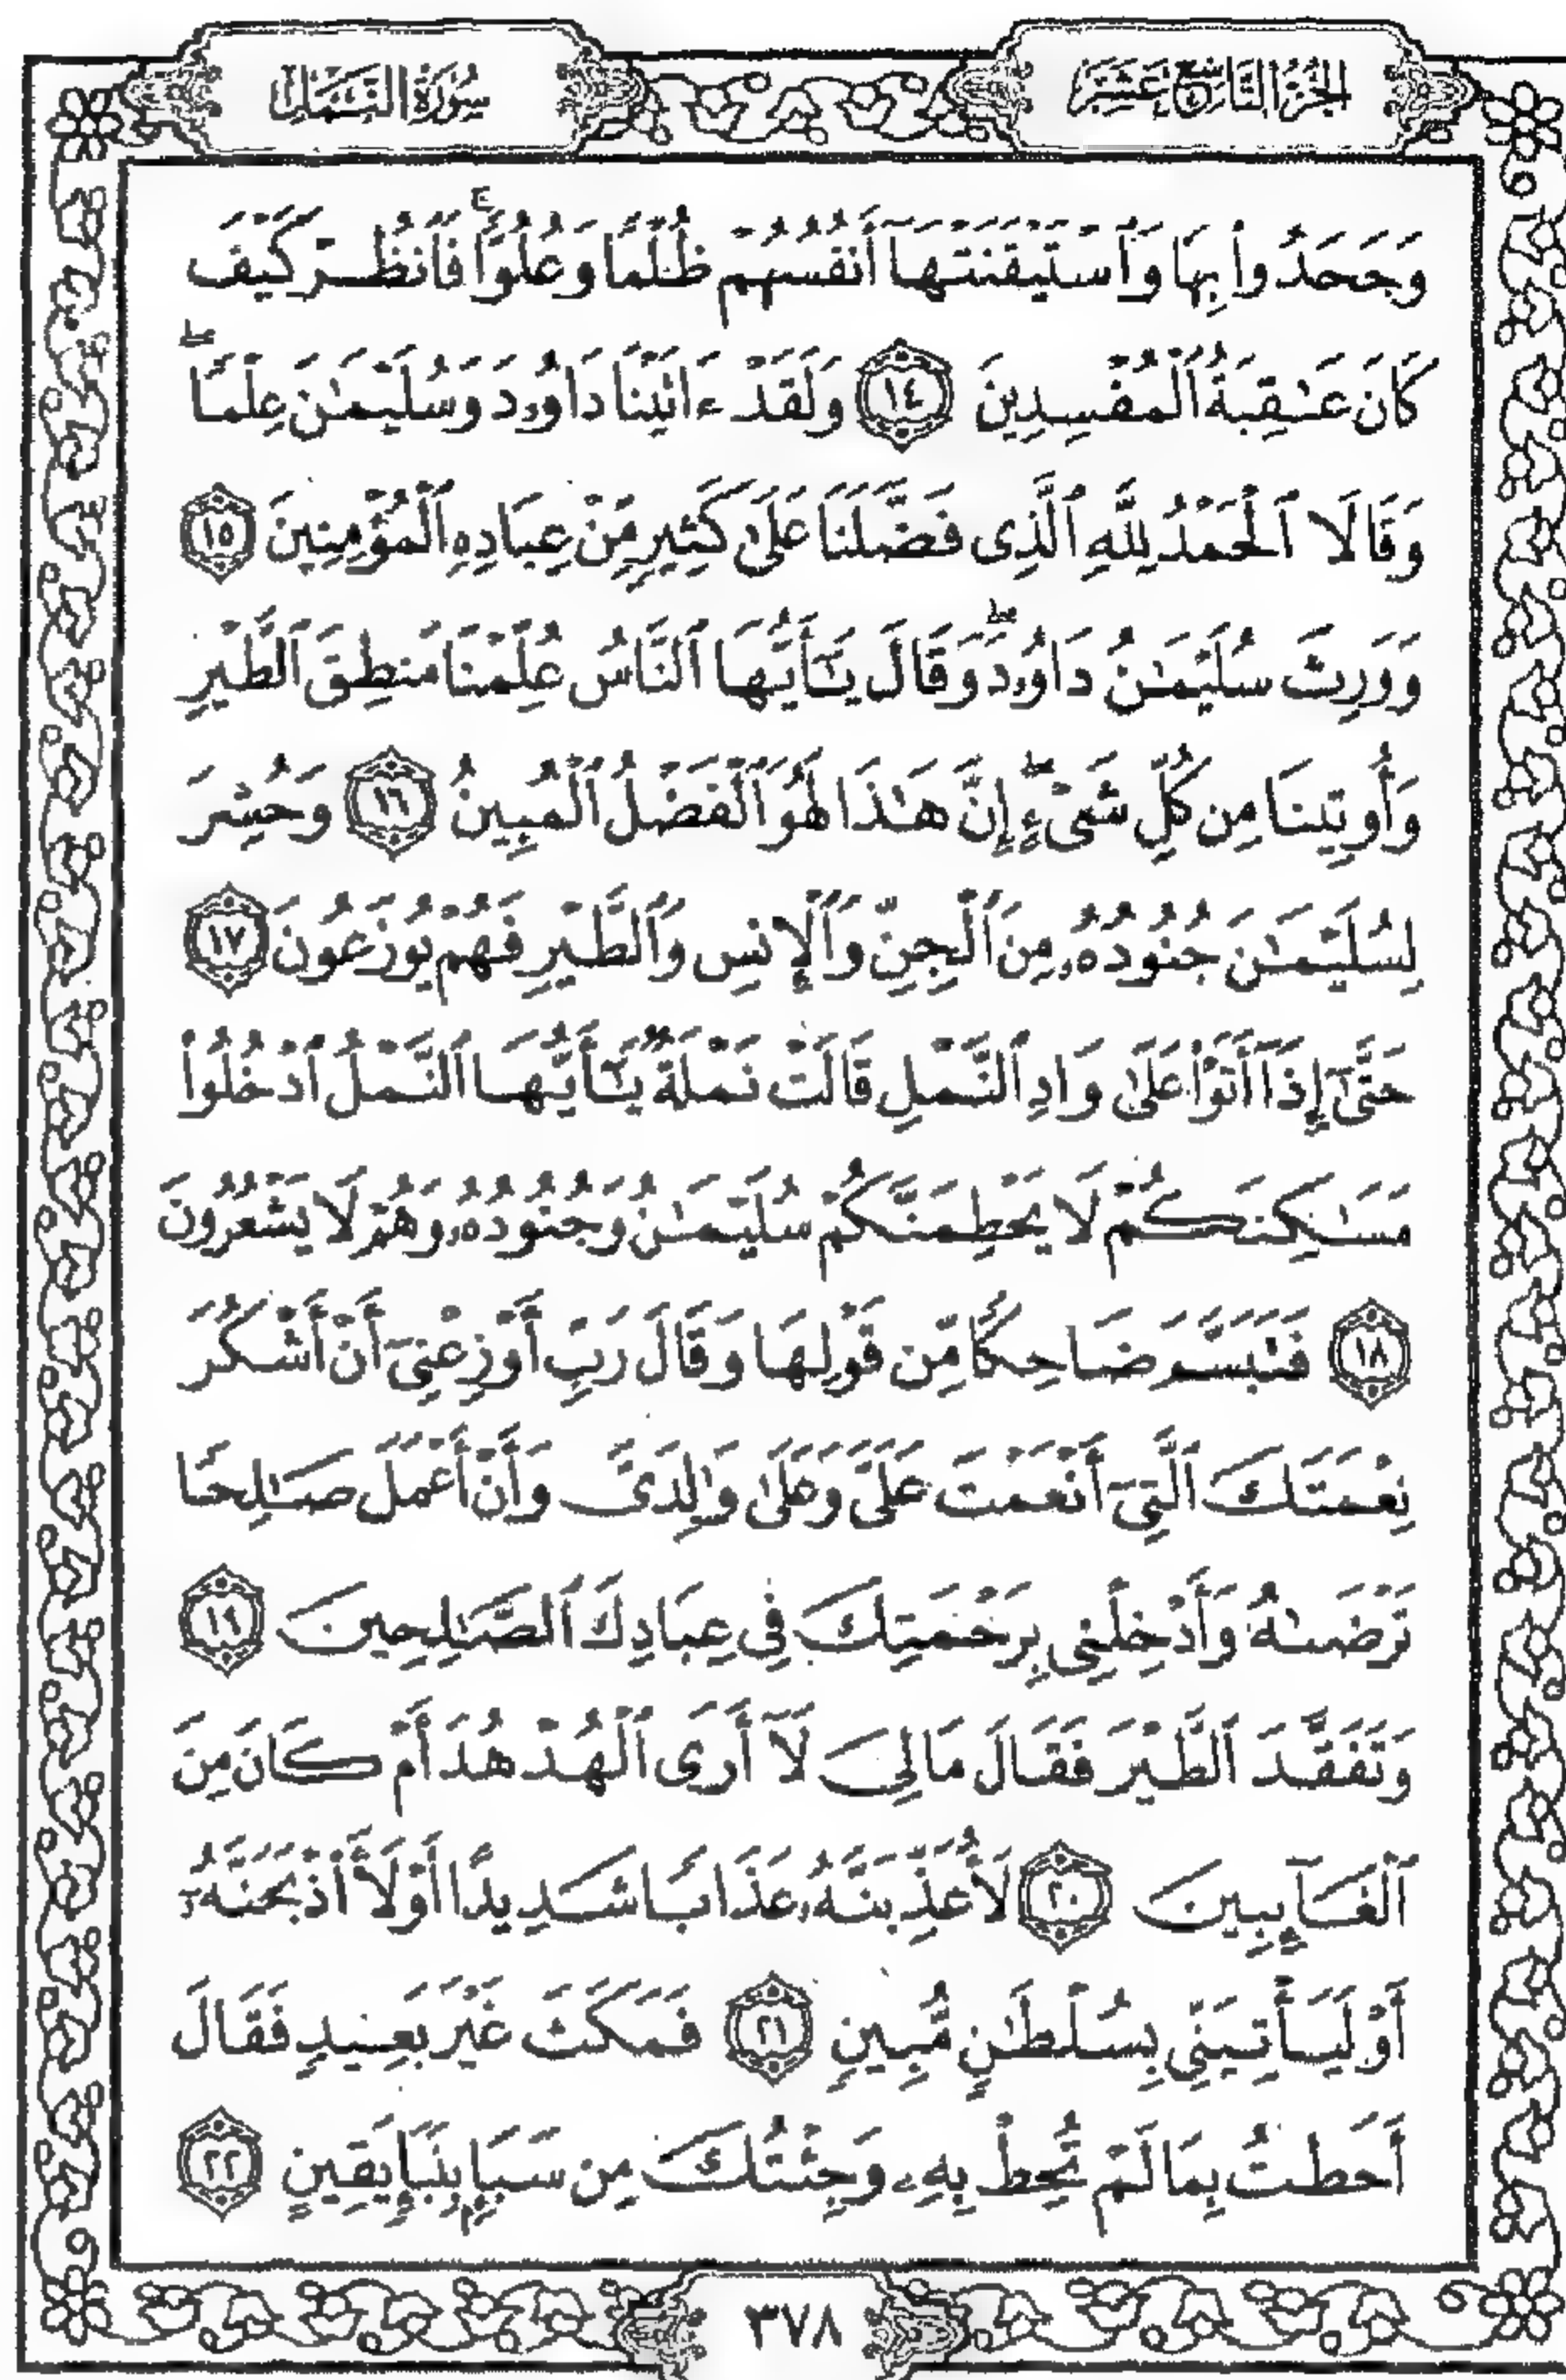 الجزء التاسع عشر
سورة النمل
وَجَحَدُوا۟ بِهَا وَٱسْتَيْقَنَتْهَآ أَنفُسُهُمْ ظُلْمًا وَعُلُوًّا ۚ فَٱنظُرْ كَيْفَ
كَانَ عَـٰقِبَةُ ٱلْمُفْسِدِينَ ١٤ وَلَقَدْ ءَاتَيْنَا دَاوُۥدَ وَسُلَيْمَـٰنَ عِلْمًا ۖ
وَقَالَا ٱلْحَمْدُ لِلَّهِ ٱلَّذِى فَضَّلَنَا عَلَىٰ كَثِيرٍ مِّنْ عِبَادِهِ ٱلْمُؤْمِنِينَ ١٥
وَوَرِثَ سُلَيْمَـٰنُ دَاوُۥدَ ۖ وَقَالَ يَـٰٓأَيُّهَا ٱلنَّاسُ عُلِّمْنَا مَنطِقَ ٱلطَّيْرِ
وَأُوتِينَا مِن كُلِّ شَىْءٍ ۖ إِنَّ هَـٰذَا لَهُوَ ٱلْفَضْلُ ٱلْمُبِينُ ١٦ وَحُشِرَ
لِسُلَيْمَـٰنَ جُنُودُهُۥ مِنَ ٱلْجِنِّ وَٱلْإِنسِ وَٱلطَّيْرِ فَهُمْ يُوزَعُونَ ١٧
حَتَّىٰٓ إِذَآ أَتَوْا۟ عَلَىٰ وَادِ ٱلنَّمْلِ قَالَتْ نَمْلَةٌ يَـٰٓأَيُّهَا ٱلنَّمْلُ ٱدْخُلُوا۟
مَسَـٰكِنَكُمْ لَا يَحْطِمَنَّكُمْ سُلَيْمَـٰنُ وَجُنُودُهُۥ وَهُمْ لَا يَشْعُرُونَ
١٨ فَتَبَسَّمَ ضَاحِكًا مِّن قَوْلِهَا وَقَالَ رَبِّ أَوْزِعْنِىٓ أَنْ أَشْكُرَ
نِعْمَتَكَ ٱلَّتِىٓ أَنْعَمْتَ عَلَىَّ وَعَلَىٰ وَٰلِدَىَّ وَأَنْ أَعْمَلَ صَـٰلِحًا
تَرْضَىٰهُ وَأَدْخِلْنِى بِرَحْمَتِكَ فِى عِبَادِكَ ٱلصَّـٰلِحِينَ ١٩
وَتَفَقَّدَ ٱلطَّيْرَ فَقَالَ مَا لِىَ لَآ أَرَى ٱلْهُدْهُدَ أَمْ كَانَ مِنَ
ٱلْغَآئِبِينَ ٢٠ لَأُعَذِّبَنَّهُۥ عَذَابًا شَدِيدًا أَوْ لَأَا۟ذْبَحَنَّهُۥٓ
أَوْ لَيَأْتِيَنِّى بِسُلْطَـٰنٍ مُّبِينٍ ٢١ فَمَكَثَ غَيْرَ بَعِيدٍ فَقَالَ
أَحَطتُ بِمَا لَمْ تُحِطْ بِهِۦ وَجِئْتُكَ مِن سَبَإٍۭ بِنَبَإٍ يَقِينٍ ٢٢
٣٧٨